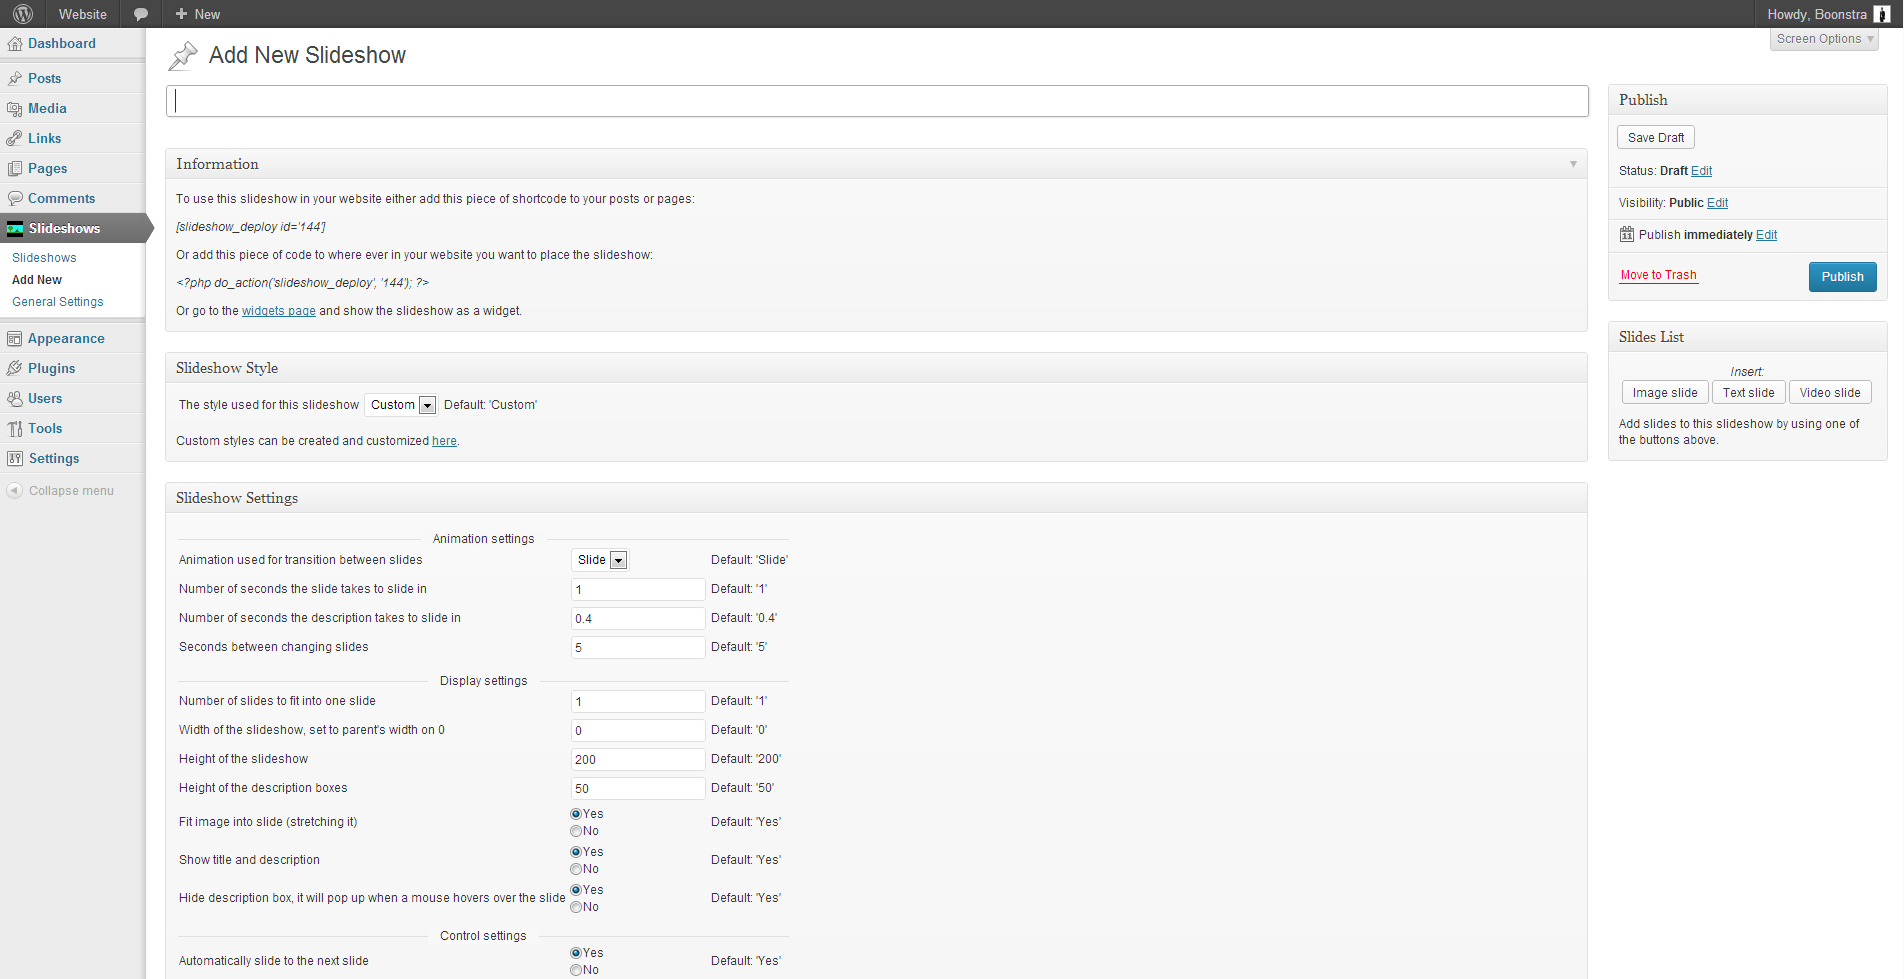 Website
New
Howdy, Boonstra
Screen Options
Dashboard
Posts
Media
Links
Pages
Comments
Slideshows
Slideshows
Add New
General Settings
Appearance
Plugins
Users
Tools
Settings
Collapse menu
Add New Slideshow
Information
To use this slideshow in your website either add this piece of shortcode to your posts or pages:
[slideshow_deploy id='144']
Or add this piece of code to where ever in your website you want to place the slideshow:
<?php do_action('slideshow_deploy', '144'); ?>
Or go to the widgets page and show the slideshow as a widget.
Slideshow Style
The style used for this slideshow Custom Default: 'Custom'
Custom styles can be created and customized here.
Slideshow Settings
Animation settings
Animation used for transition between slides Slide Default: 'Slide'
Number of seconds the slide takes to slide in 1 Default: '1'
Number of seconds the description takes to slide in 0.4 Default: '0.4'
Seconds between changing slides 5 Default: '5'
Display settings
Number of slides to fit into one slide 1 Default: '1'
Width of the slideshow, set to parent's width on 0 0 Default: '0'
Height of the slideshow 200 Default: '200'
Height of the description boxes 50 Default: '50'
Fit image into slide (stretching it) Yes No Default: 'Yes'
Show title and description Yes No Default: 'Yes'
Hide description box, it will pop up when a mouse hovers over the slide Yes No Default: 'Yes'
Control settings
Automatically slide to the next slide Yes No Default: 'Yes'
Publish
Save Draft
Status: Draft Edit
Visibility: Public Edit
11 Publish immediately Edit
Move to Trash Publish
Slides List
Insert:
Image slide Text slide Video slide
Add slides to this slideshow by using one of
the buttons above.